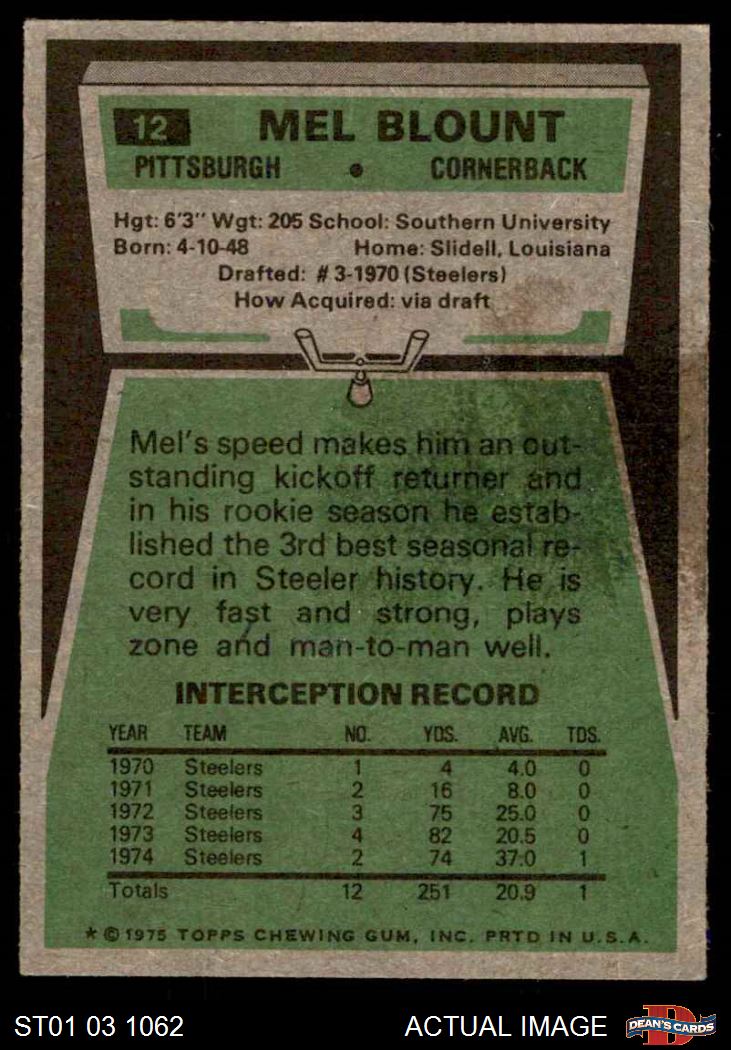 12 MEL BLOUNT
PITTSBURGH • CORNERBACK
Hgt: 6'3" Wgt: 205 School: Southern University
Born: 4-10-48 Home: Slidell, Louisiana
Drafted: #3-1970 (Steelers)
How Acquired: via draft
Mel's speed makes him an out-
standing kickoff returner and
in his rookie season he estab-
lished the 3rd best seasonal re-
cord in Steeler history. He is
very fast and strong, plays
zone and man-to-man well.
INTERCEPTION RECORD
YEAR TEAM NO. YDS. AVG. TDS.
1970 Steelers 1 4 4.0 0
1971 Steelers 2 16 8.0 0
1972 Steelers 3 75 25.0 0
1973 Steelers 4 82 20.5 0
1974 Steelers 2 74 37.0 1
Totals 12 251 20.9 1
* © 1975 TOPPS CHEWING GUM, INC. PRTD IN U.S.A.
ST01 03 1062 ACTUAL IMAGE D DEAN'S CARDS